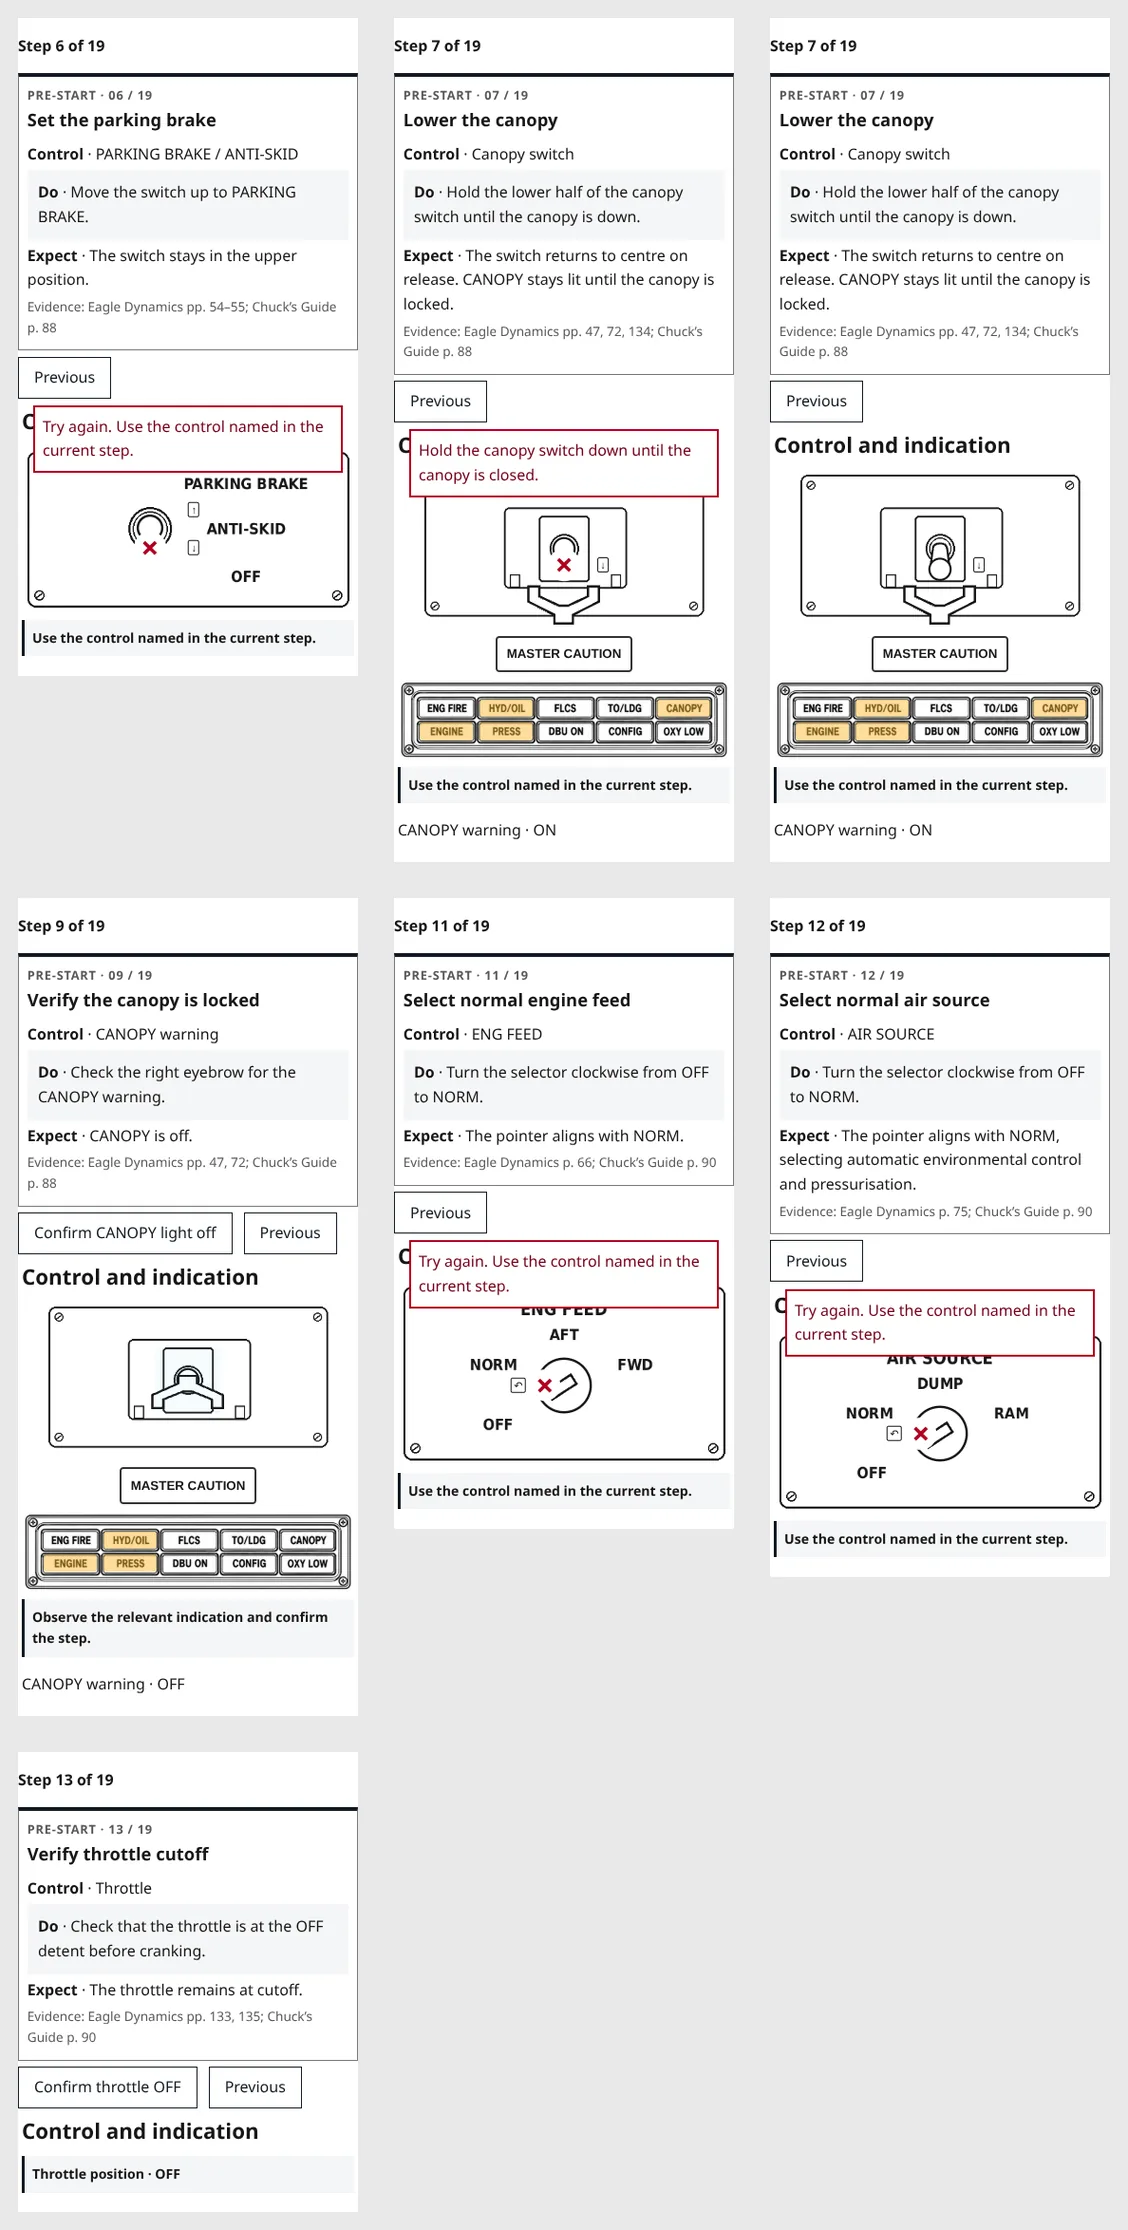 Step 6 of 19
PRE-START · 06 / 19
Set the parking brake
Control · PARKING BRAKE / ANTI-SKID
Do · Move the switch up to PARKING
BRAKE.
Expect · The switch stays in the upper
position.
Evidence: Eagle Dynamics pp. 54–55; Chuck's Guide
p. 88
Previous
C
Try again. Use the control named in the
current step.
PARKING BRAKE
↑
ANTI-SKID
↓
OFF
Use the control named in the current step.
Step 7 of 19
PRE-START · 07 / 19
Lower the canopy
Control · Canopy switch
Do · Hold the lower half of the canopy
switch until the canopy is down.
Expect · The switch returns to centre on
release. CANOPY stays lit until the canopy is
locked.
Evidence: Eagle Dynamics pp. 47, 72, 134; Chuck's
Guide p. 88
Previous
C
Hold the canopy switch down until the
canopy is closed.
↓
MASTER CAUTION
ENG FIRE HYD/OIL FLCS TO/LDG CANOPY
ENGINE PRESS DBU ON CONFIG OXY LOW
Use the control named in the current step.
CANOPY warning · ON
Step 7 of 19
PRE-START · 07 / 19
Lower the canopy
Control · Canopy switch
Do · Hold the lower half of the canopy
switch until the canopy is down.
Expect · The switch returns to centre on
release. CANOPY stays lit until the canopy is
locked.
Evidence: Eagle Dynamics pp. 47, 72, 134; Chuck's
Guide p. 88
Previous
Control and indication
↓
MASTER CAUTION
ENG FIRE HYD/OIL FLCS TO/LDG CANOPY
ENGINE PRESS DBU ON CONFIG OXY LOW
Use the control named in the current step.
CANOPY warning · ON
Step 9 of 19
PRE-START · 09 / 19
Verify the canopy is locked
Control · CANOPY warning
Do · Check the right eyebrow for the
CANOPY warning.
Expect · CANOPY is off.
Evidence: Eagle Dynamics pp. 47, 72; Chuck's Guide
p. 88
Confirm CANOPY light off Previous
Control and indication
MASTER CAUTION
ENG FIRE HYD/OIL FLCS TO/LDG CANOPY
ENGINE PRESS DBU ON CONFIG OXY LOW
Observe the relevant indication and confirm
the step.
CANOPY warning · OFF
Step 11 of 19
PRE-START · 11 / 19
Select normal engine feed
Control · ENG FEED
Do · Turn the selector clockwise from OFF
to NORM.
Expect · The pointer aligns with NORM.
Evidence: Eagle Dynamics p. 66; Chuck's Guide p. 90
Previous
C
Try again. Use the control named in the
current step.
ENG FEED
AFT
NORM FWD
↶
OFF
Use the control named in the current step.
Step 12 of 19
PRE-START · 12 / 19
Select normal air source
Control · AIR SOURCE
Do · Turn the selector clockwise from OFF
to NORM.
Expect · The pointer aligns with NORM,
selecting automatic environmental control
and pressurisation.
Evidence: Eagle Dynamics p. 75; Chuck's Guide p. 90
Previous
C
Try again. Use the control named in the
current step.
AIR SOURCE
DUMP
NORM RAM
↶
OFF
Use the control named in the current step.
Step 13 of 19
PRE-START · 13 / 19
Verify throttle cutoff
Control · Throttle
Do · Check that the throttle is at the OFF
detent before cranking.
Expect · The throttle remains at cutoff.
Evidence: Eagle Dynamics pp. 133, 135; Chuck's
Guide p. 90
Confirm throttle OFF Previous
Control and indication
Throttle position · OFF